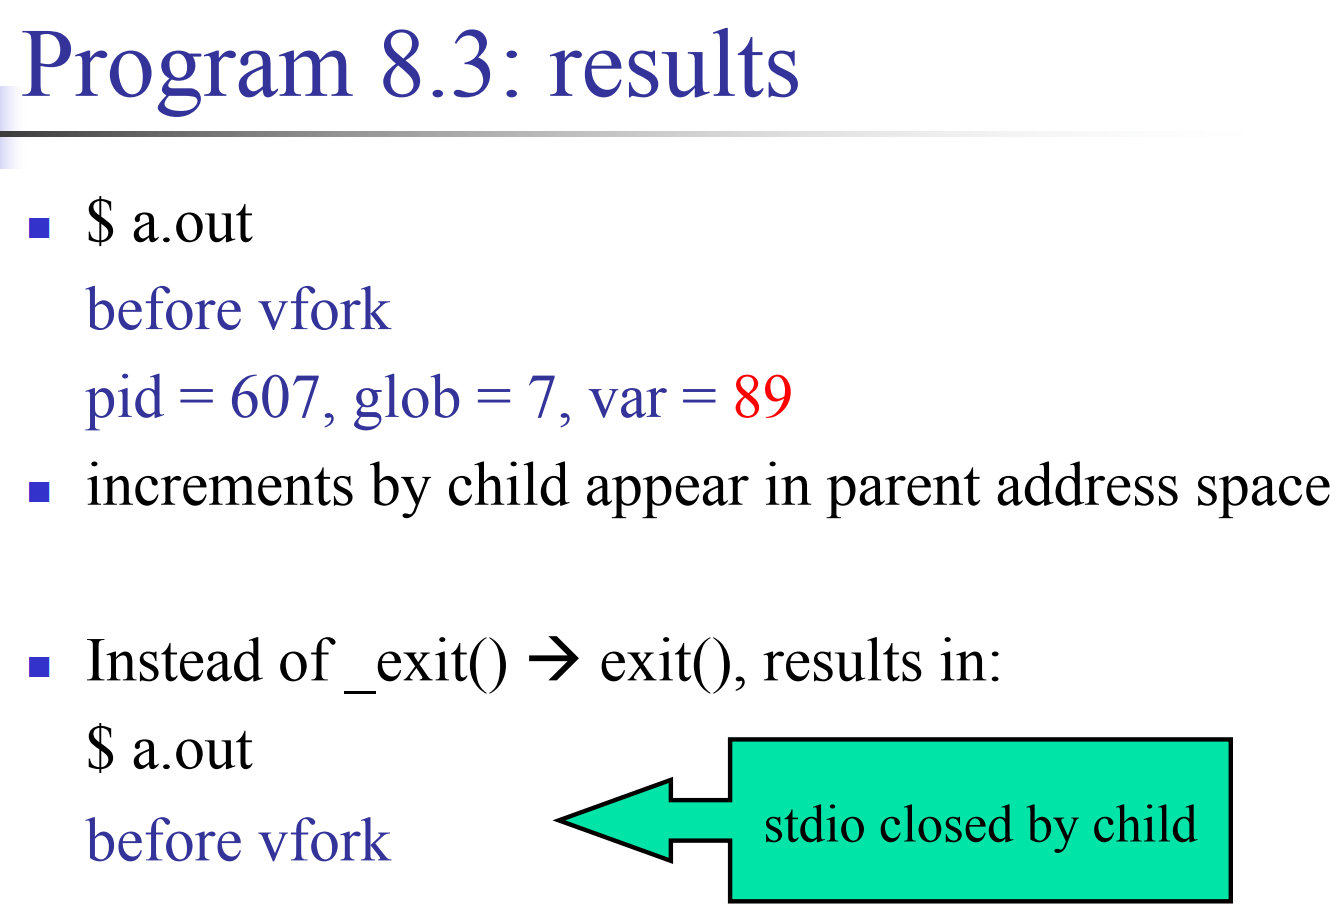 Program 8.3: results
$ a.out
before vfork
pid = 607, glob = 7, var = 89
increments by child appear in parent address space
Instead of _exit() → exit(), results in:
$ a.out
before vfork
stdio closed by child